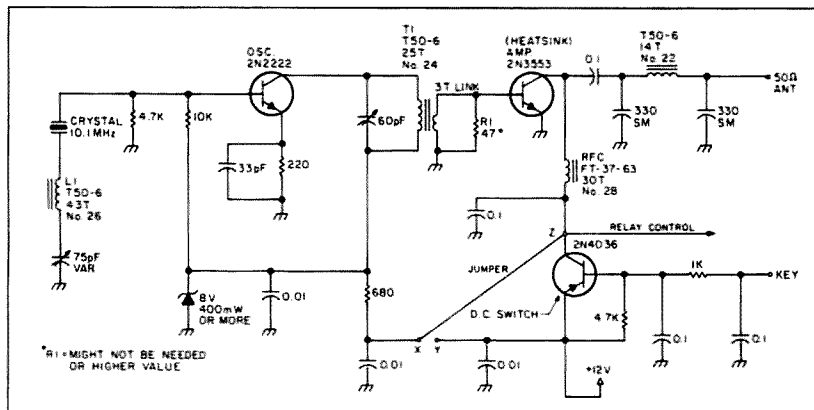 OSC.
2N2222
T1
T50-6
25T
No. 24
(HEATSINK)
AMP.
2N3553
T50-6
14T
No. 22
3T LINK
0.1
50Ω
ANT
CRYSTAL
10.1MHz
4.7K
10K
60pF
R1
47*
330
SM
330
SM
33pF
220
RFC
FT-37-63
30T
No. 28
L1
T50-6
43T
No. 26
0.1
Z
RELAY CONTROL
2N4036
75pF
VAR
JUMPER
1K
KEY
8V
400mW
OR MORE
0.01
680
D.C. SWITCH
4.7K
0.1
0.1
X Y
*R1 = MIGHT NOT BE NEEDED
OR HIGHER VALUE
0.01
0.01
+12V